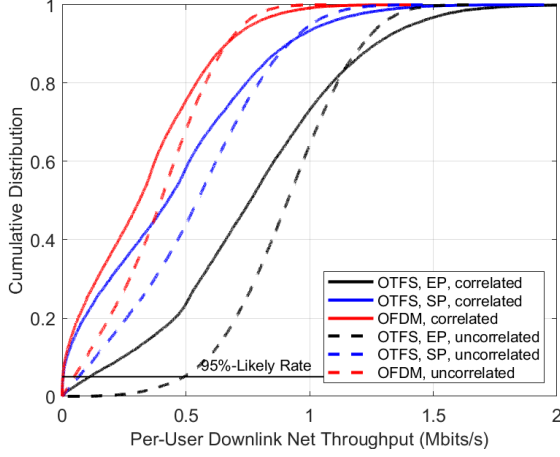 1
0.8
0.6
0.4
0.2
0
Cumulative Distribution
OTFS, EP, correlated
OTFS, SP, correlated
OFDM, correlated
OTFS, EP, uncorrelated
OTFS, SP, uncorrelated
OFDM, uncorrelated
95%-Likely Rate
0 0.5 1 1.5 2
Per-User Downlink Net Throughput (Mbits/s)